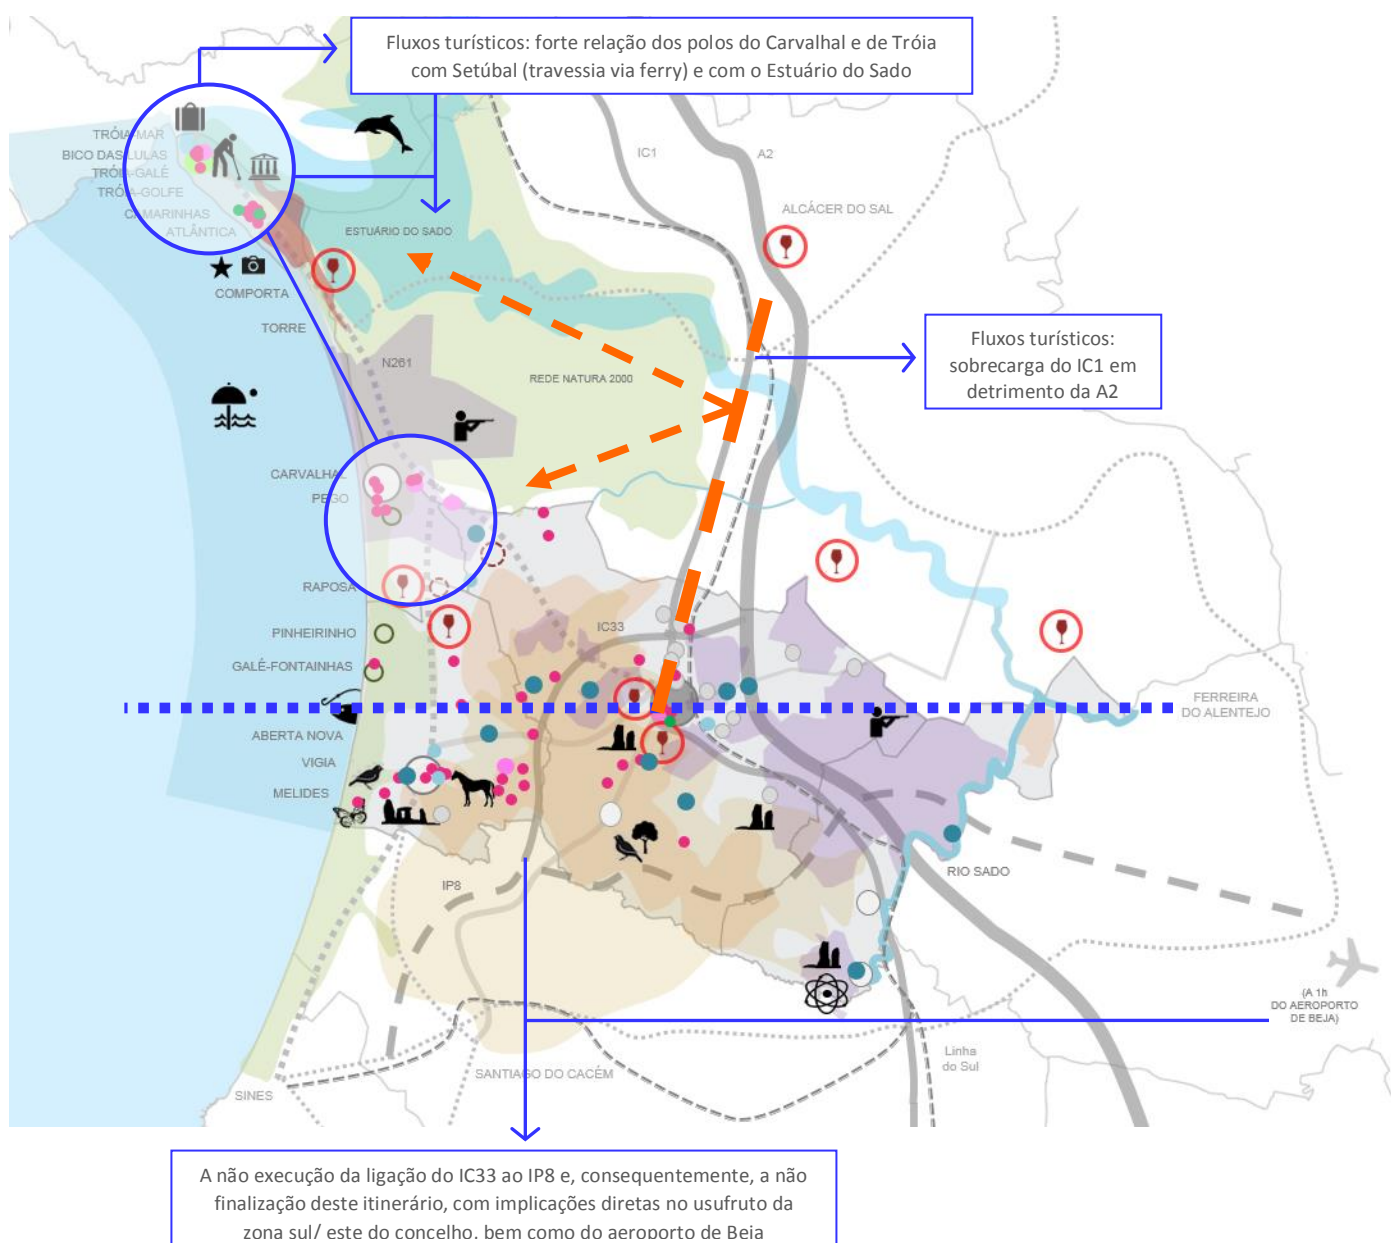 Fluxos turísticos: forte relação dos polos do Carvalhal e de Tróia
com Setúbal (travessia via ferry) e com o Estuário do Sado
TRÓIA-MAR
BICO DAS LULAS
TRÓIA-GALÉ
TRÓIA-GOLFE
CAMARINHAS
ATLÂNTICA
COMPORTA
TORRE
ESTUÁRIO DO SADO
IC1
A2
ALCÁCER DO SAL
N261
REDE NATURA 2000
Fluxos turísticos:
sobrecarga do IC1 em
detrimento da A2
CARVALHAL
PEGO
RAPOSA
PINHEIRINHO
GALÉ-FONTAINHAS
IC33
ABERTA NOVA
VIGIA
MELIDES
FERREIRA
DO ALENTEJO
IP8
RIO SADO
(A 1h
DO AEROPORTO
DE BEJA)
Linha
do Sul
SANTIAGO DO CACÉM
SINES
A não execução da ligação do IC33 ao IP8 e, consequentemente, a não
finalização deste itinerário, com implicações diretas no usufruto da
zona sul/ este do concelho, bem como do aeroporto de Beja